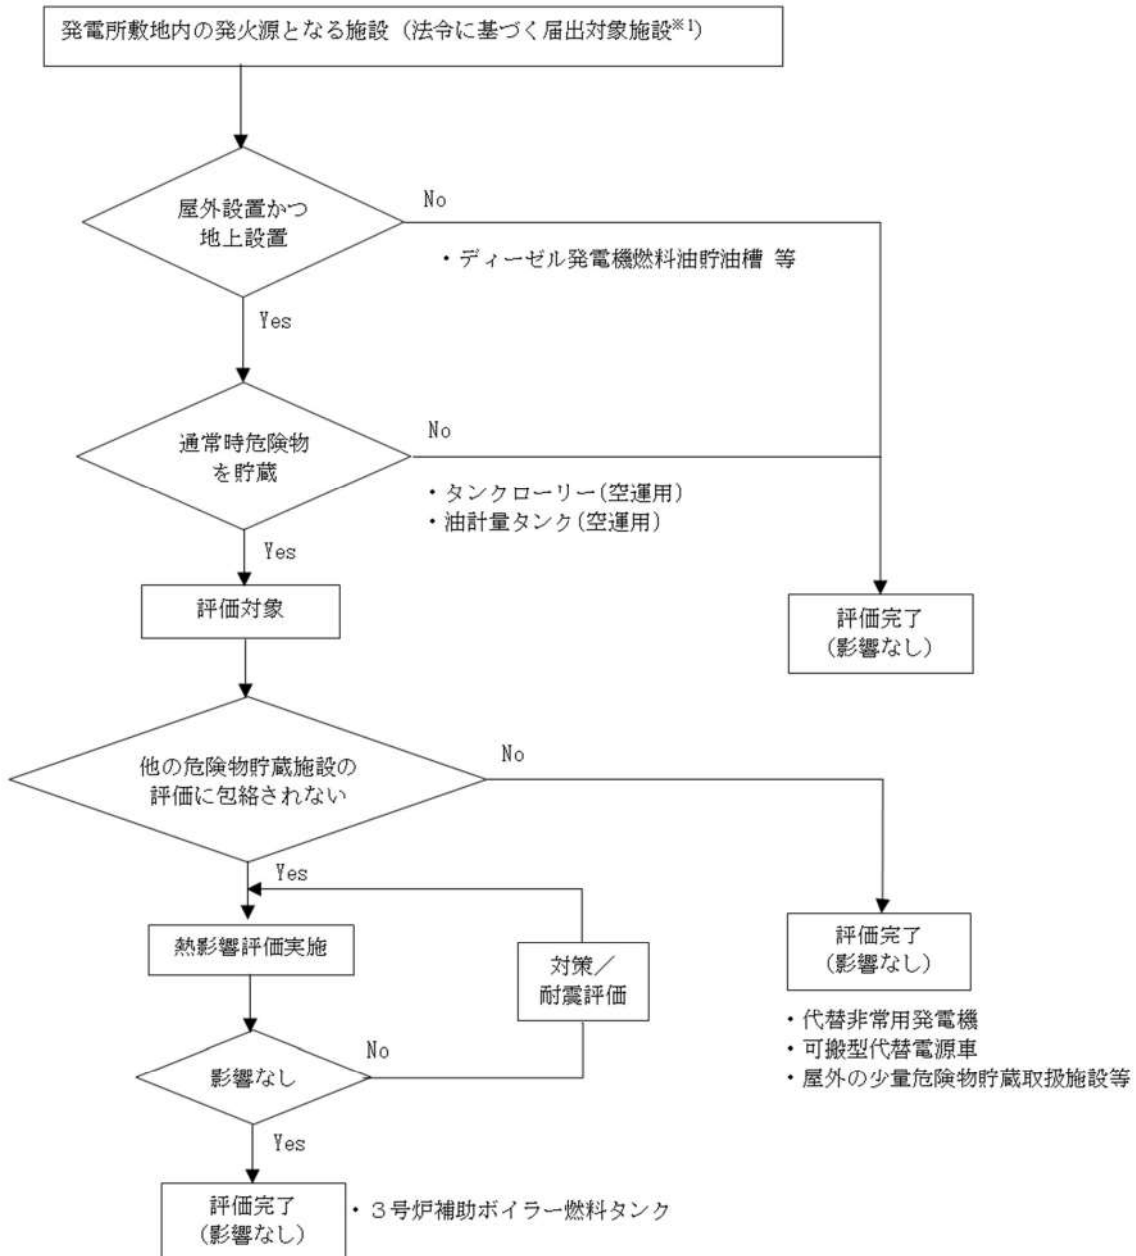 発電所敷地内の発火源となる施設（法令に基づく届出対象施設※1）
屋外設置かつ
地上設置
No
・ディーゼル発電機燃料油貯油槽 等
Yes
通常時危険物
を貯蔵
No
・タンクローリー(空運用)
・油計量タンク(空運用)
Yes
評価対象
評価完了
(影響なし)
他の危険物貯蔵施設の
評価に包絡されない
No
Yes
熱影響評価実施
対策／
耐震評価
評価完了
(影響なし)
・代替非常用発電機
・可搬型代替電源車
・屋外の少量危険物貯蔵取扱施設等
影響なし
No
Yes
評価完了
(影響なし)
・３号炉補助ボイラー燃料タンク